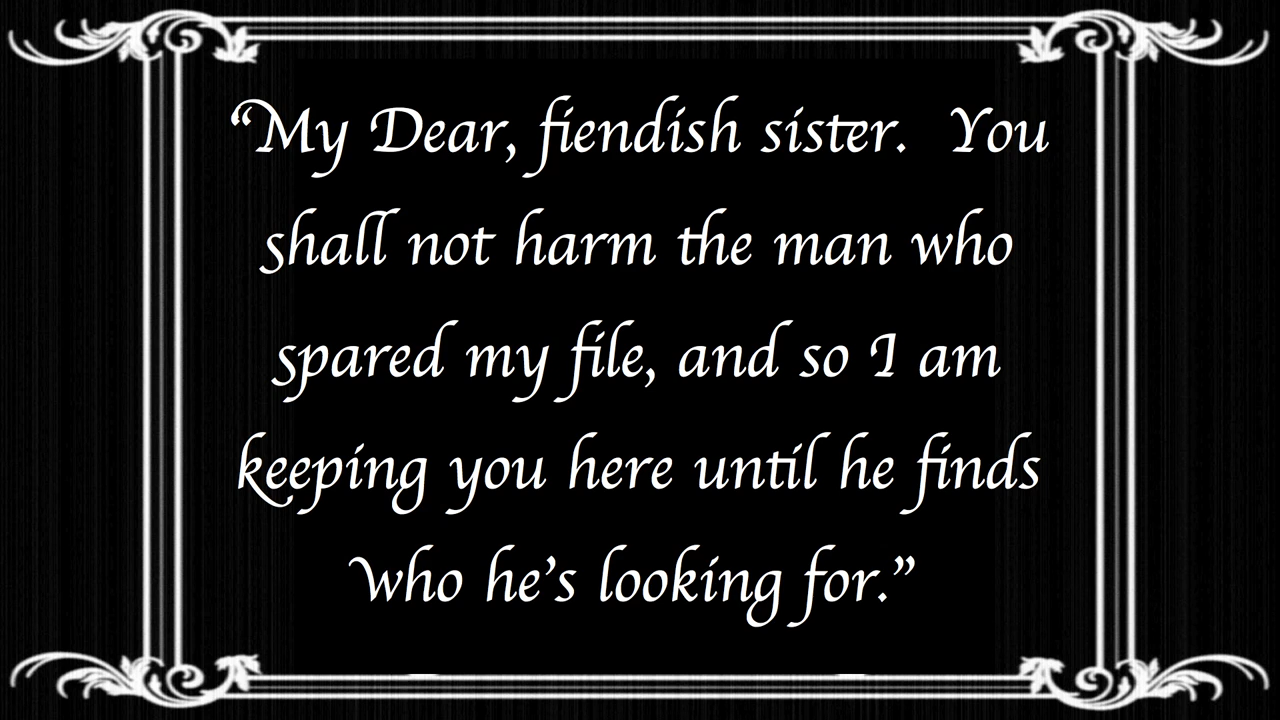 “My Dear, fiendish sister.  You
shall not harm the man who
spared my file, and so I am
keeping you here until he finds
who he’s looking for.”